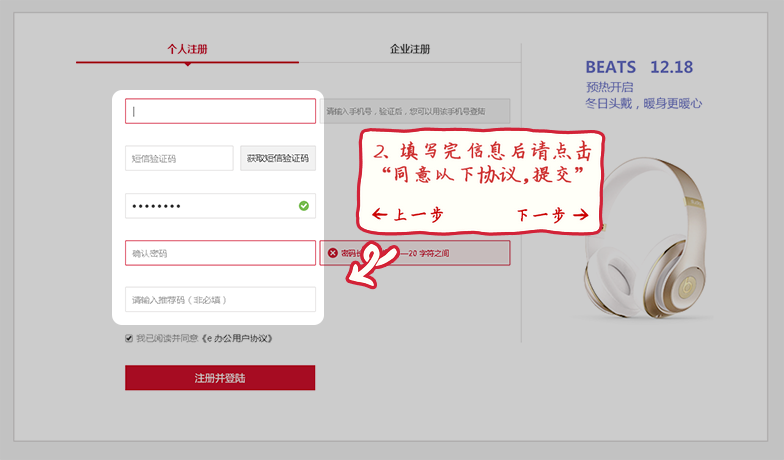 个人注册
企业注册
请输入手机号，验证后，您可以用该手机号登陆
短信验证码
获取短信验证码
确认密码
密码长
—20 字符之间
请输入推荐码（非必填）
我已阅读并同意《e 办公用户协议》
注册并登陆
2、填写完信息后请点击
“同意以下协议,提交”
←上一步
下一步→
BEATS 12.18
预热开启
冬日头戴，暖身更暖心